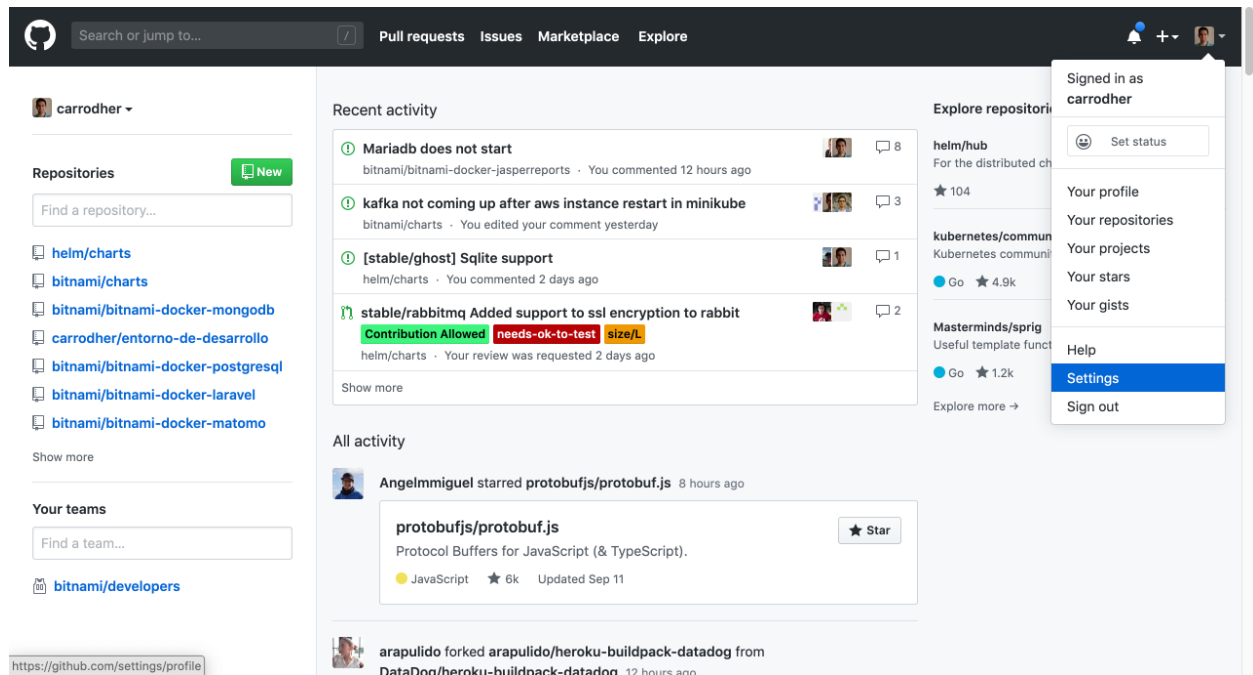 Search or jump to... /
Pull requests Issues Marketplace Explore
carrodher
Repositories
New
Find a repository...
helm/charts
bitnami/charts
bitnami/bitnami-docker-mongodb
carrodher/entorno-de-desarrollo
bitnami/bitnami-docker-postgresql
bitnami/bitnami-docker-laravel
bitnami/bitnami-docker-matomo
Show more
Your teams
Find a team...
bitnami/developers
https://github.com/settings/profile
Recent activity
Mariadb does not start 8
bitnami/bitnami-docker-jasperreports · You commented 12 hours ago
kafka not coming up after aws instance restart in minikube 3
bitnami/charts · You edited your comment yesterday
[stable/ghost] Sqlite support 1
helm/charts · You commented 2 days ago
stable/rabbitmq Added support to ssl encryption to rabbit 2
Contribution Allowed needs-ok-to-test size/L
helm/charts · Your review was requested 2 days ago
Show more
All activity
Angelmmiguel starred protobufjs/protobuf.js 8 hours ago
protobufjs/protobuf.js
Star
Protocol Buffers for JavaScript (& TypeScript).
JavaScript 6k Updated Sep 11
arapulido forked arapulido/heroku-buildpack-datadog from
DataDog/heroku-buildpack-datadog 12 hours ago
Explore
helm/hub
For the distributed
104
Kubernetes
Go 4.9k
Masterminds/sprig
Useful template
Go 1.2k
Explore more →
Signed in as
carrodher
Set status
Your profile
Your repositories
Your projects
Your stars
Your gists
Help
Settings
Sign out